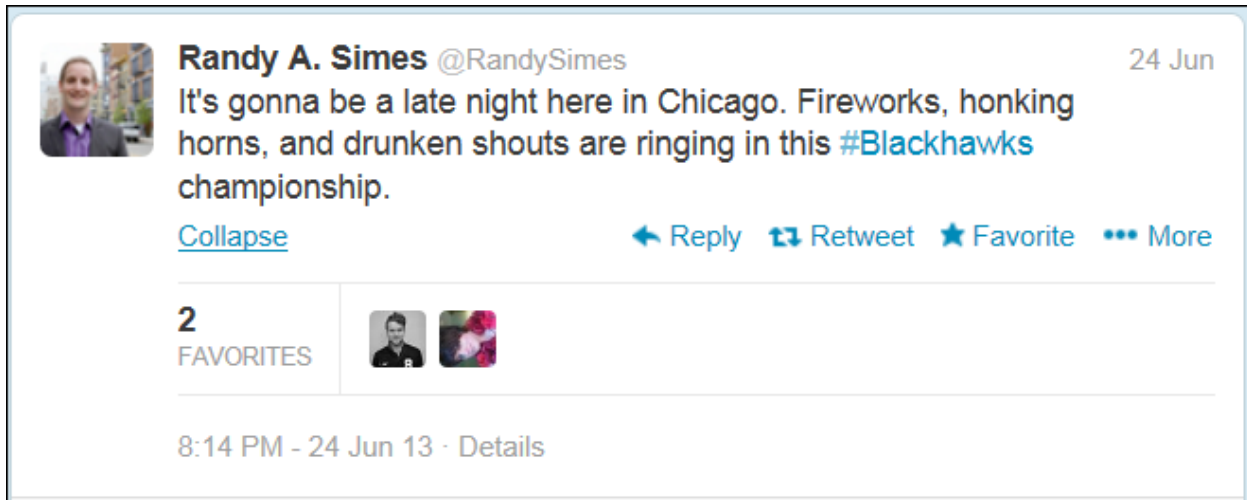 Randy A. Simes @RandySimes 24 Jun
It's gonna be a late night here in Chicago. Fireworks, honking
horns, and drunken shouts are ringing in this #Blackhawks
championship.
Collapse Reply Retweet Favorite More
2
FAVORITES
8:14 PM - 24 Jun 13 · Details